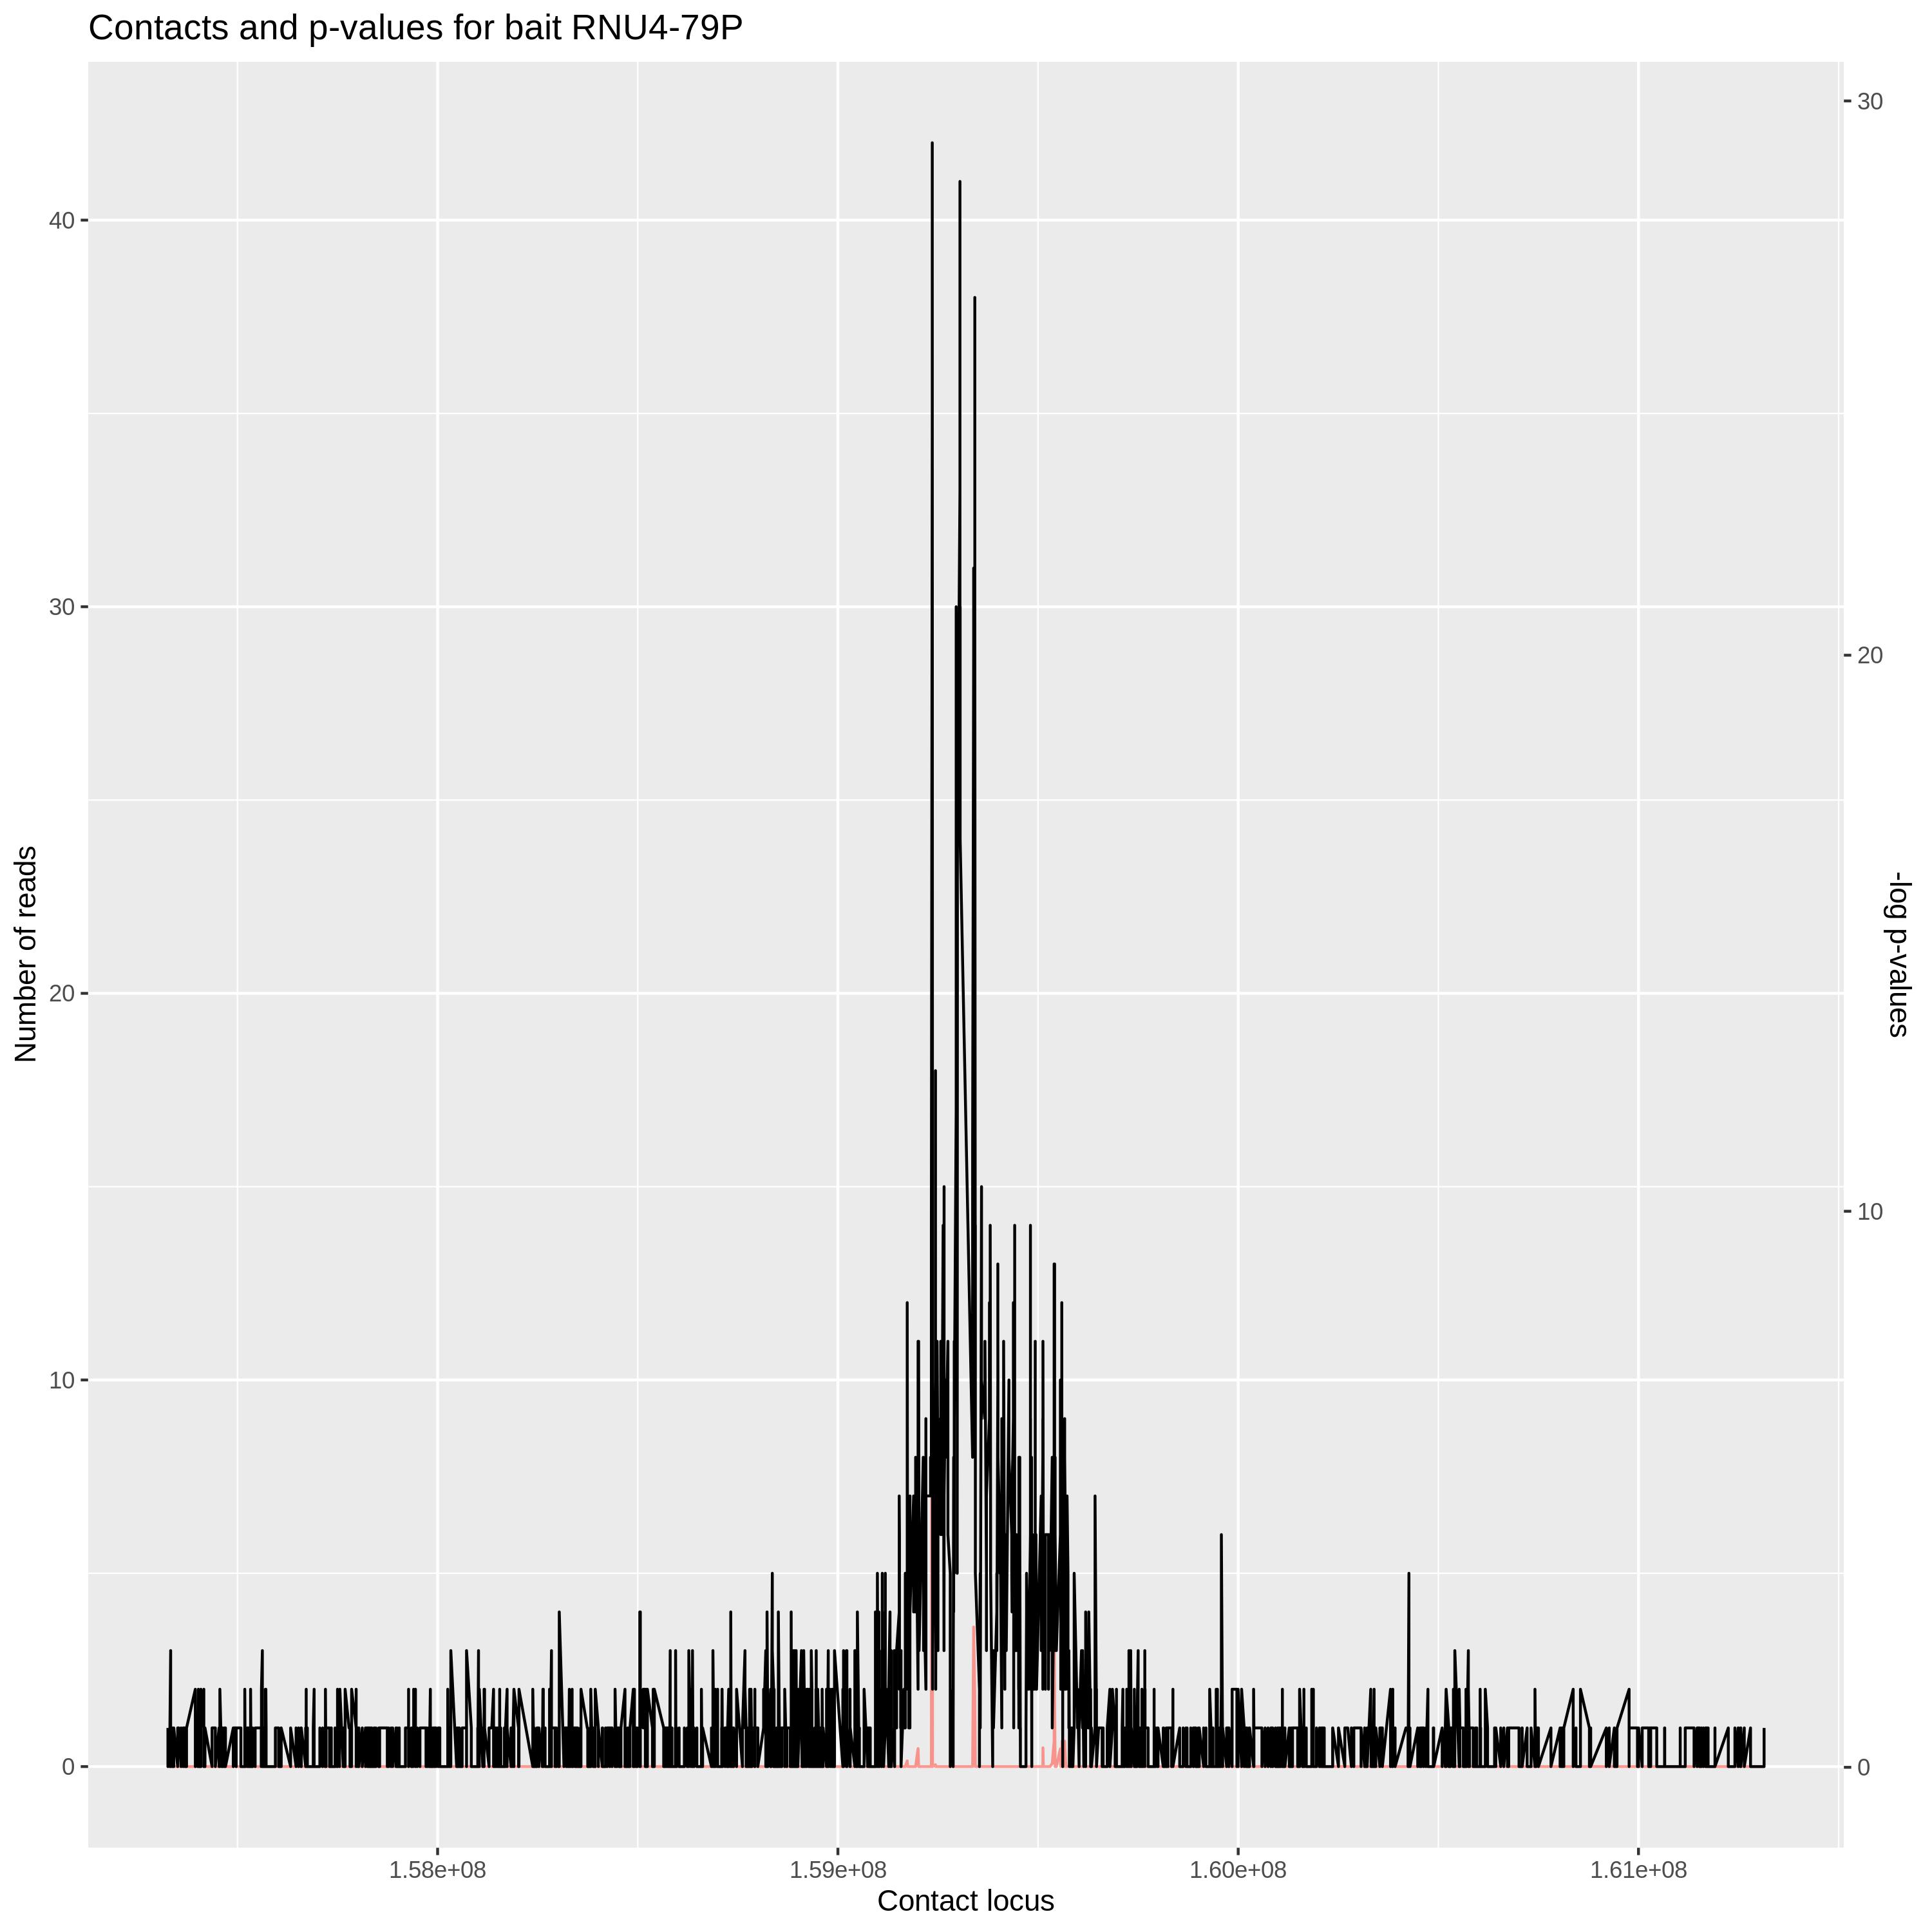 Contacts and p-values for bait RNU4-79P
30
40
30
20
20
10
10
0
0
Number of reads
-log p-values
1.58e+08
1.59e+08
1.60e+08
1.61e+08
Contact locus